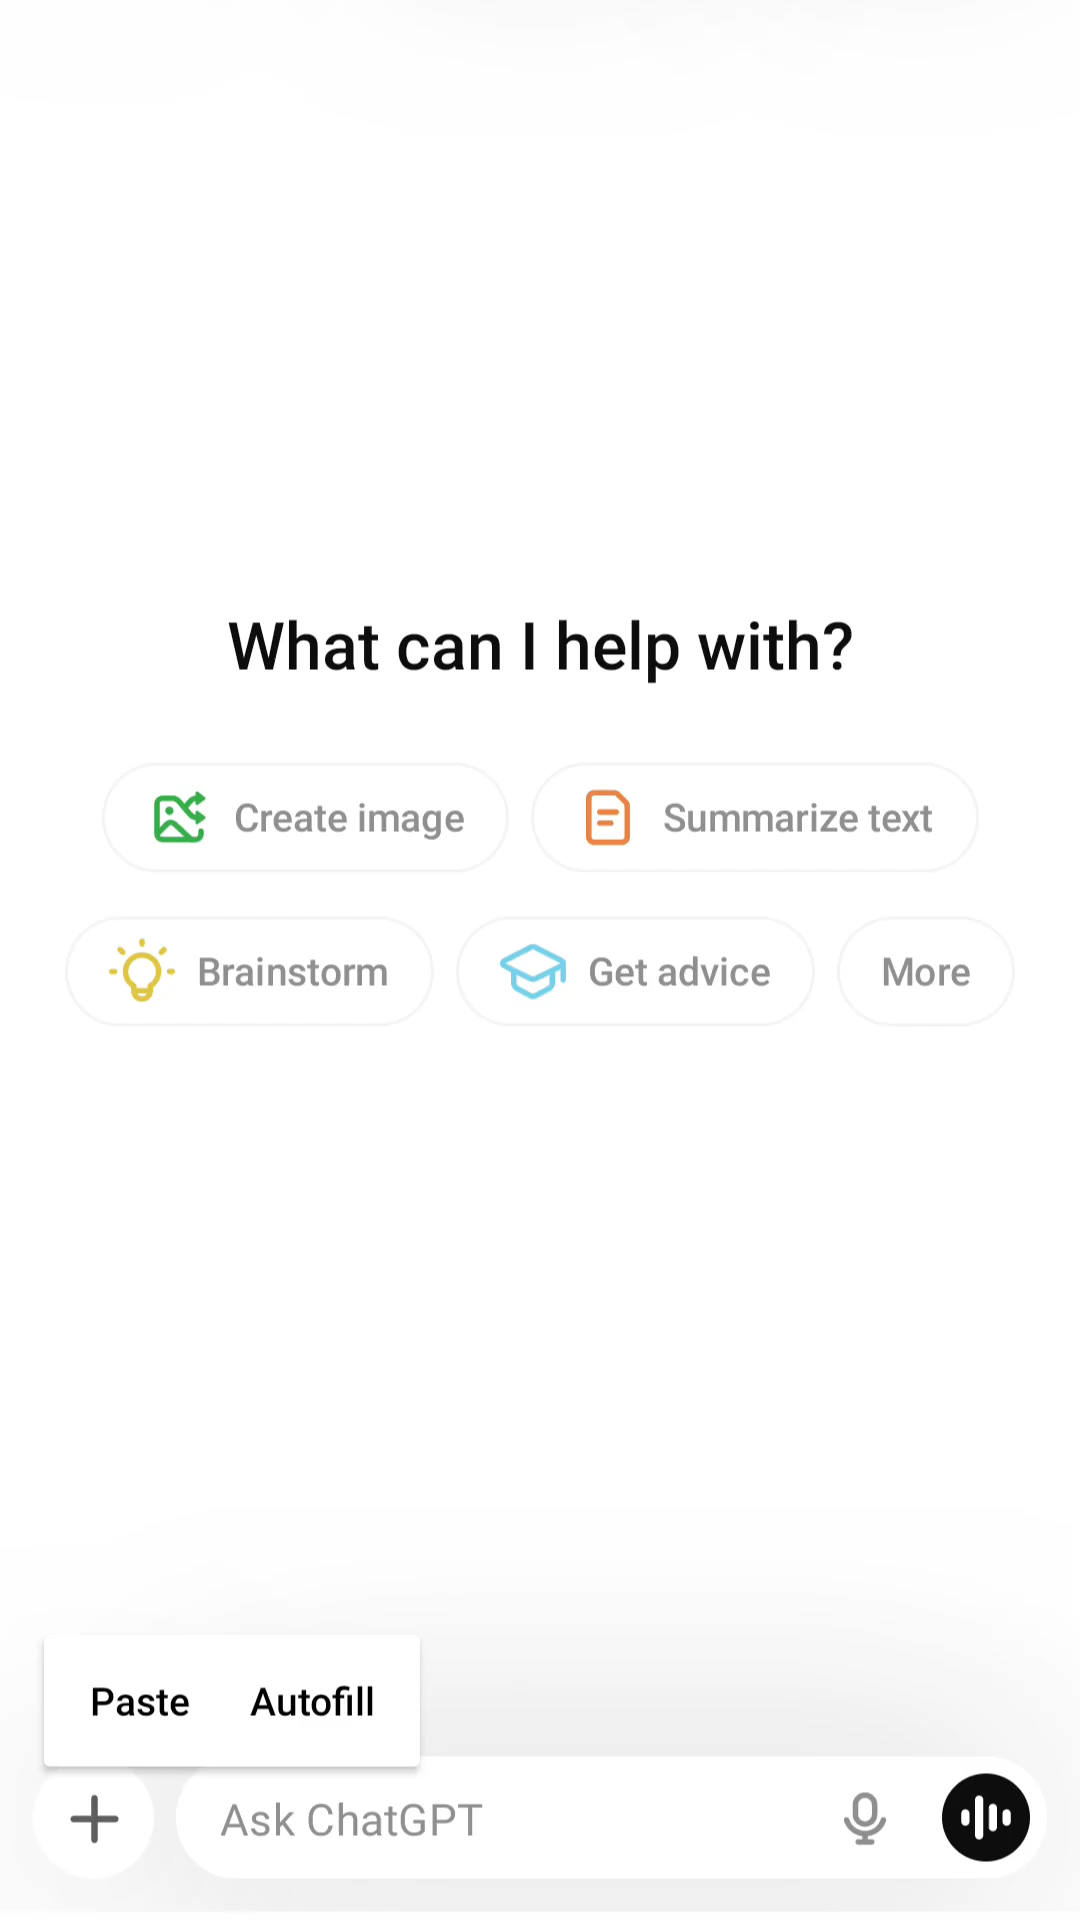 What can I help with?
Create image
Summarize text
Brainstorm
Get advice
More
Paste Autofill
Ask ChatGPT